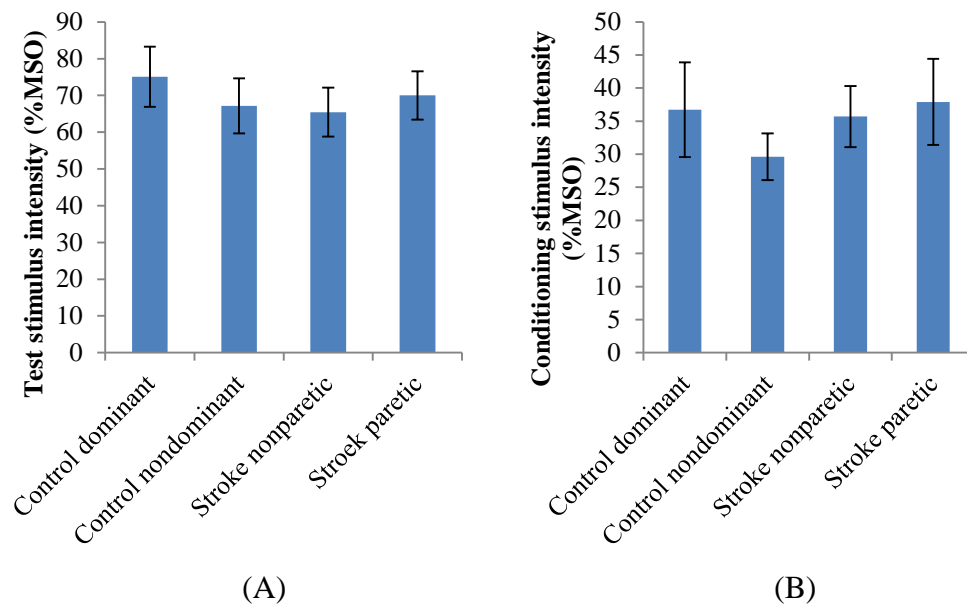 Test stimulus intensity (%MSO)
90
80
70
60
50
40
30
20
10
0
Control dominant
Control nondominant
Stroke nonparetic
Stroek paretic
(A)
Conditioning stimulus intensity
(%MSO)
50
45
40
35
30
25
20
15
10
5
0
Control dominant
Control nondominant
Stroke nonparetic
Stroke paretic
(B)